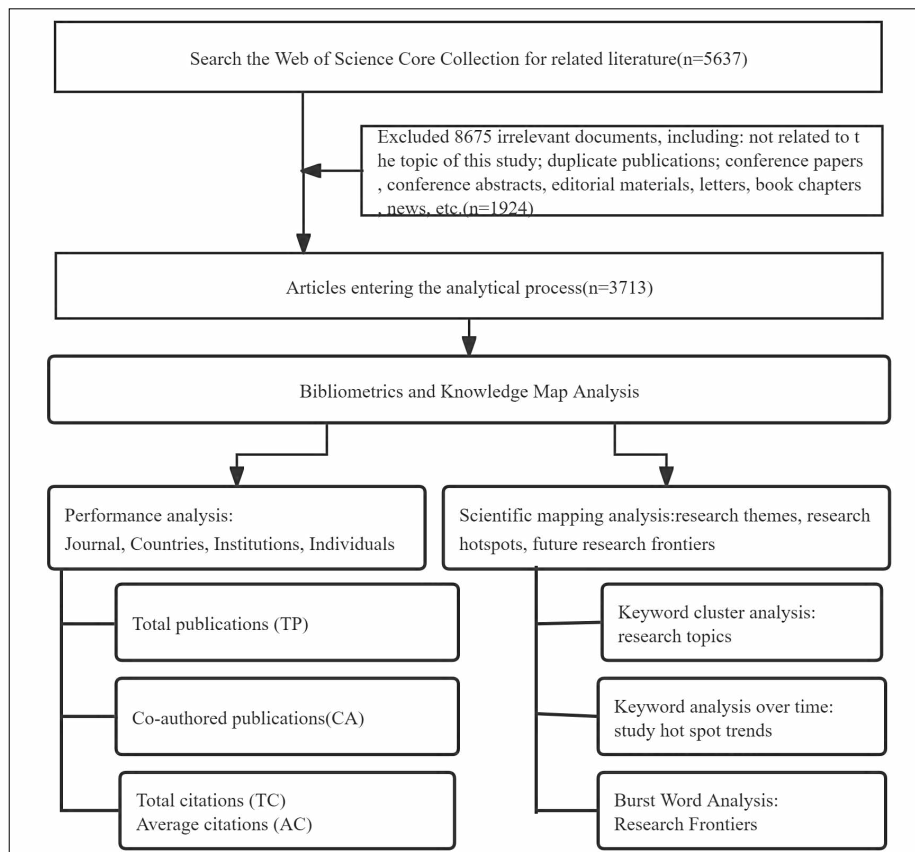 Search the Web of Science Core Collection for related literature(n=5637)
Excluded 8675 irrelevant documents, including: not related to t
he topic of this study; duplicate publications; conference papers
, conference abstracts, editorial materials, letters, book chapters
, news, etc.(n=1924)
Articles entering the analytical process(n=3713)
Bibliometrics and Knowledge Map Analysis
Performance analysis:
Journal, Countries, Institutions, Individuals
Total publications (TP)
Co-authored publications(CA)
Total citations (TC)
Average citations (AC)
Scientific mapping analysis:research themes, research
hotspots, future research frontiers
Keyword cluster analysis:
research topics
Keyword analysis over time:
study hot spot trends
Burst Word Analysis:
Research Frontiers